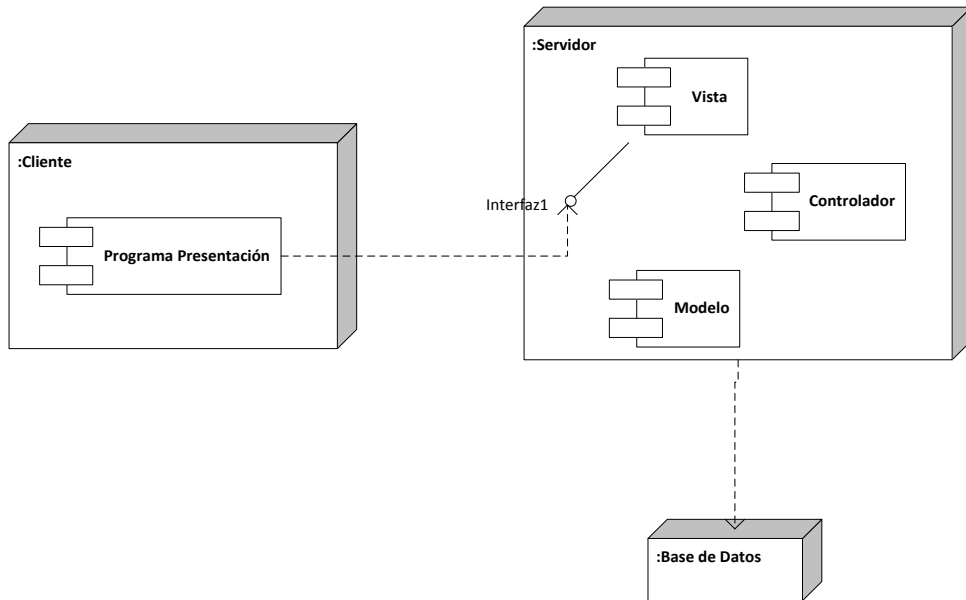 :Servidor
Vista
:Cliente
Controlador
Interfaz1
Programa Presentación
Modelo
:Base de Datos